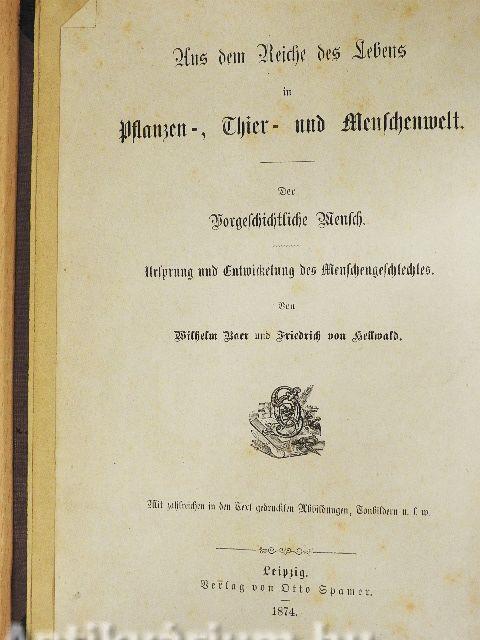 Aus dem Reiche des Lebens
in
Pflanzen-, Thier- und Menschenwelt.
Der
Vorgeschichtliche Mensch.
Ursprung und Entwickelung des Menschengeschlechtes.
Von
Wilhelm Baer und Friedrich von Hellwald.
Mit zahlreichen in den Text gedruckten Abbildungen, Tonbildern u. s. w.
Leipzig.
Verlag von Otto Spamer.
1874.
Antikvárium.hu